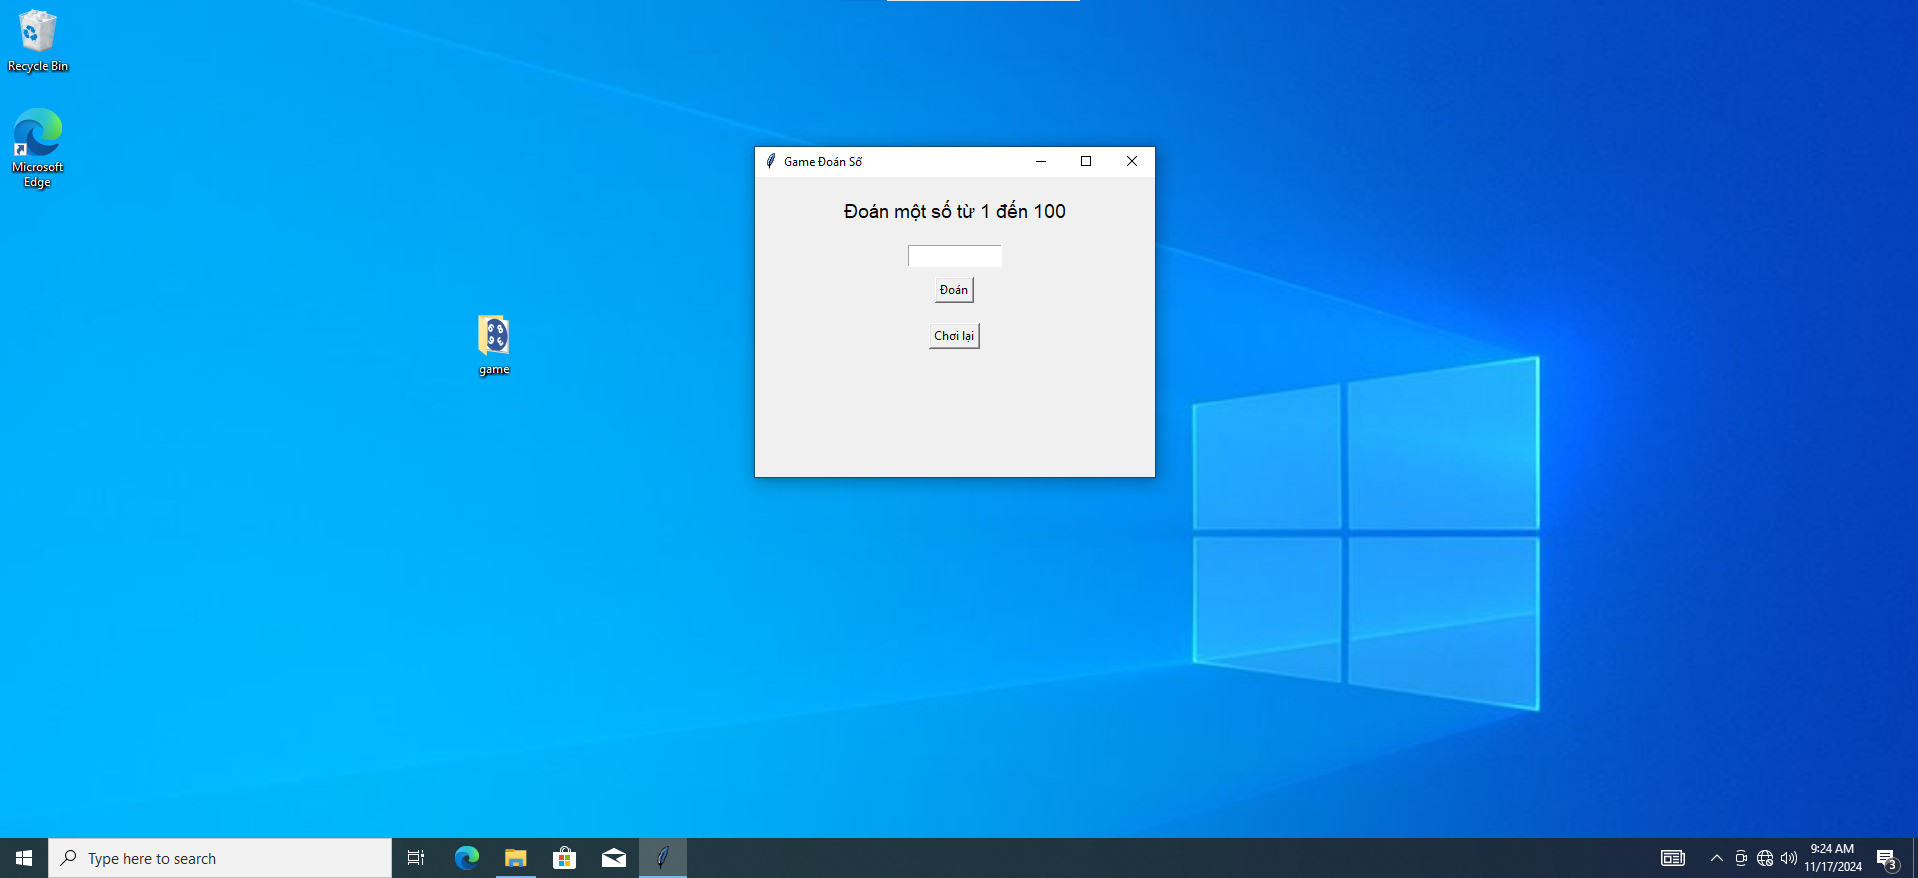 Recycle Bin
Microsoft
Edge
Game Đoán Số
Đoán một số từ 1 đến 100
Đoán
Chơi lại
game
Type here to search
9:24 AM
11/17/2024
3